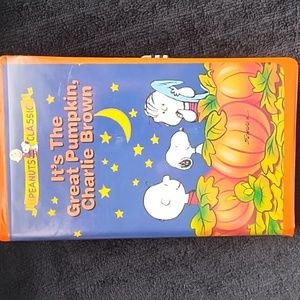 PEANUTS CLASSIC
It's The
Great Pumpkin,
Charlie Brown